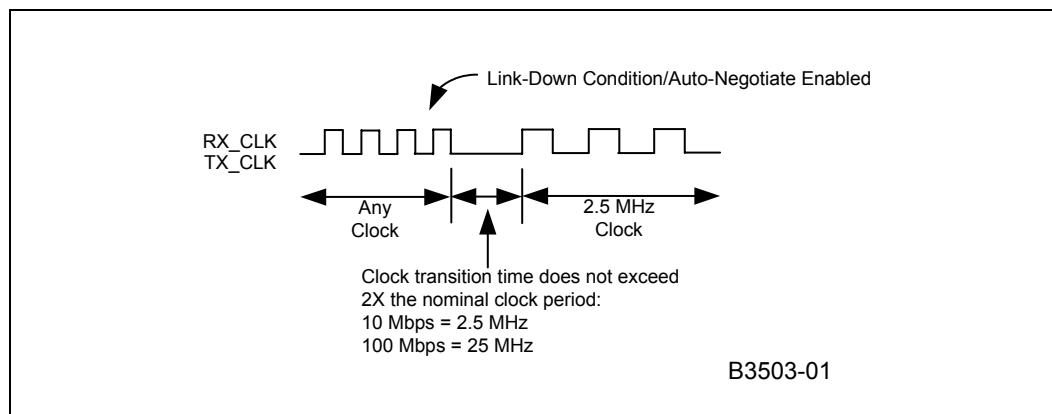 Link-Down Condition/Auto-Negotiate Enabled
RX_CLK
TX_CLK
Any
Clock
2.5 MHz
Clock
Clock transition time does not exceed
2X the nominal clock period:
10 Mbps = 2.5 MHz
100 Mbps = 25 MHz
B3503-01